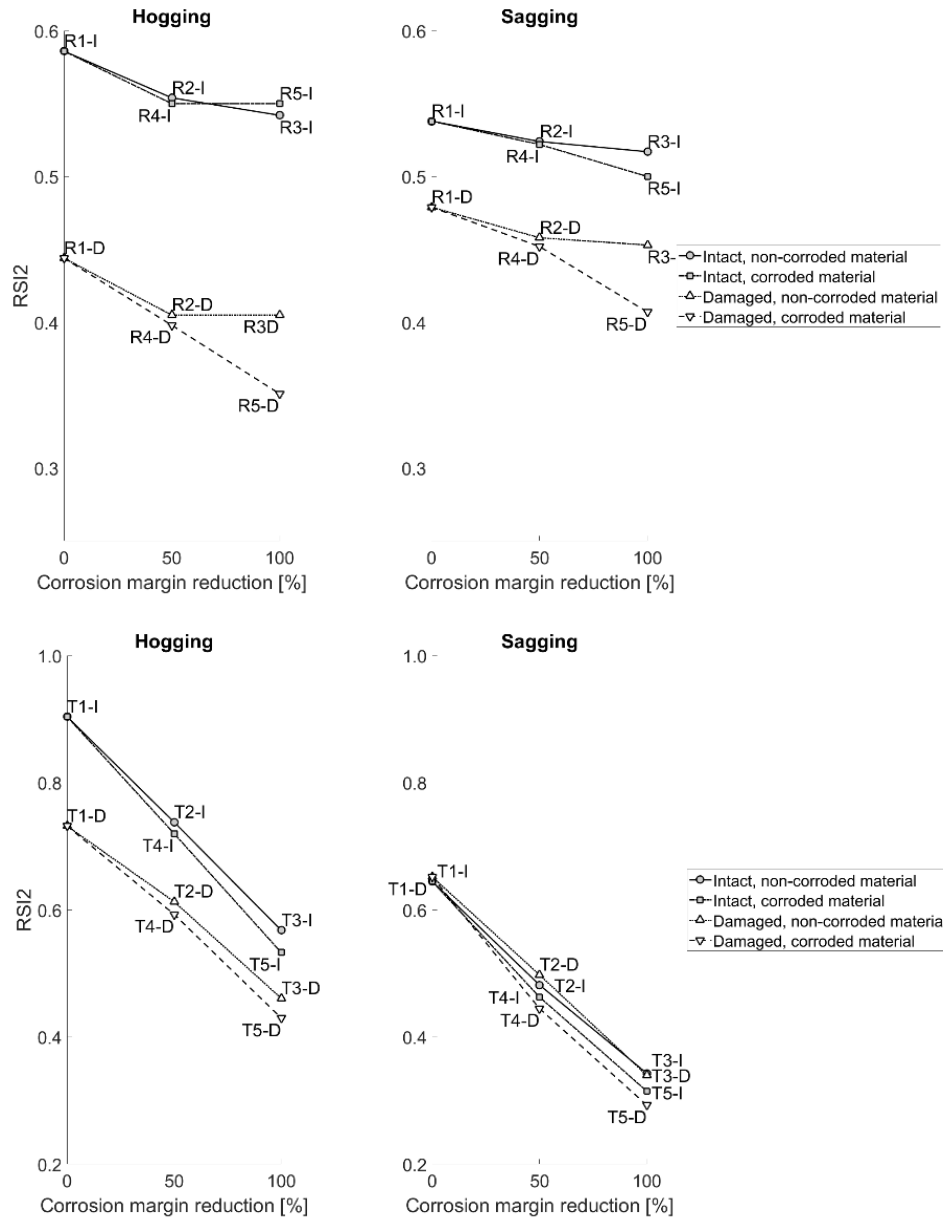 Hogging
Sagging
0.6
0.5
0.4
0.3
RSI2
R1-I
R2-I
R4-I
R5-I
R3-I
R1-D
R2-D
R4-D
R3D
R5-D
0
50
100
Corrosion margin reduction [%]
0.6
0.5
0.4
0.3
R1-I
R2-I
R4-I
R3-I
R5-I
R1-D
R2-D
R4-D
R3-
R5-D
0
50
100
Corrosion margin reduction [%]
Intact, non-corroded material
Intact, corroded material
Damaged, non-corroded material
Damaged, corroded material
Hogging
Sagging
1.0
0.8
0.6
0.4
0.2
RSI2
T1-I
T2-I
T4-I
T3-I
T5-I
T1-D
T2-D
T4-D
T3-D
T5-D
0
50
100
Corrosion margin reduction [%]
1.0
0.8
0.6
0.4
0.2
T1-I
T1-D
T2-D
T2-I
T4-I
T4-D
T3-I
T3-D
T5-I
T5-D
0
50
100
Corrosion margin reduction [%]
Intact, non-corroded material
Intact, corroded material
Damaged, non-corroded materia
Damaged, corroded material